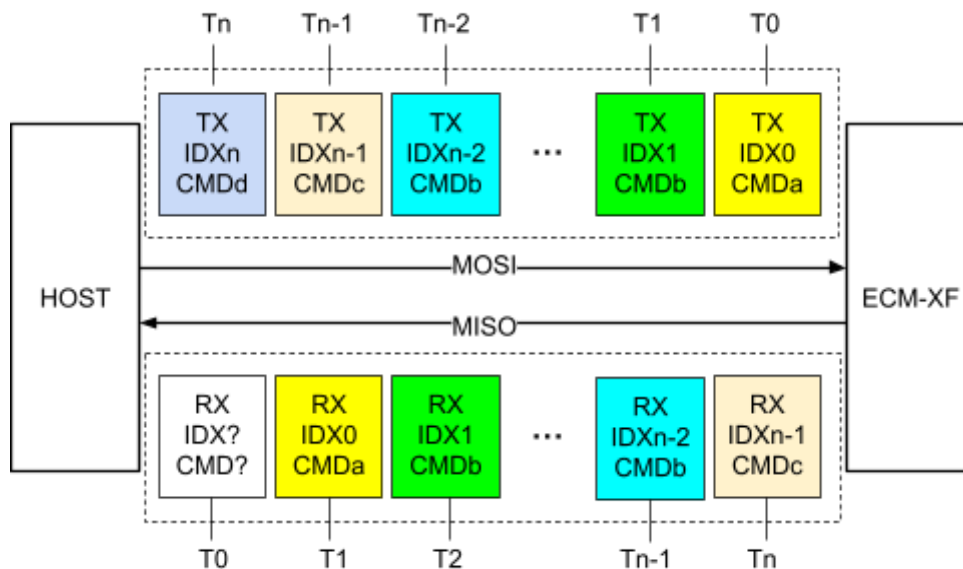 Tn Tn-1 Tn-2 T1 T0
TX TX TX TX TX
IDXn IDXn-1 IDXn-2 ... IDX1 IDX0
CMDd CMDc CMDb CMDb CMDa
MOSI
HOST ECM-XF
MISO
RX RX RX RX RX
IDX? IDX0 IDX1 ... IDXn-2 IDXn-1
CMD? CMDa CMDb CMDb CMDc
T0 T1 T2 Tn-1 Tn